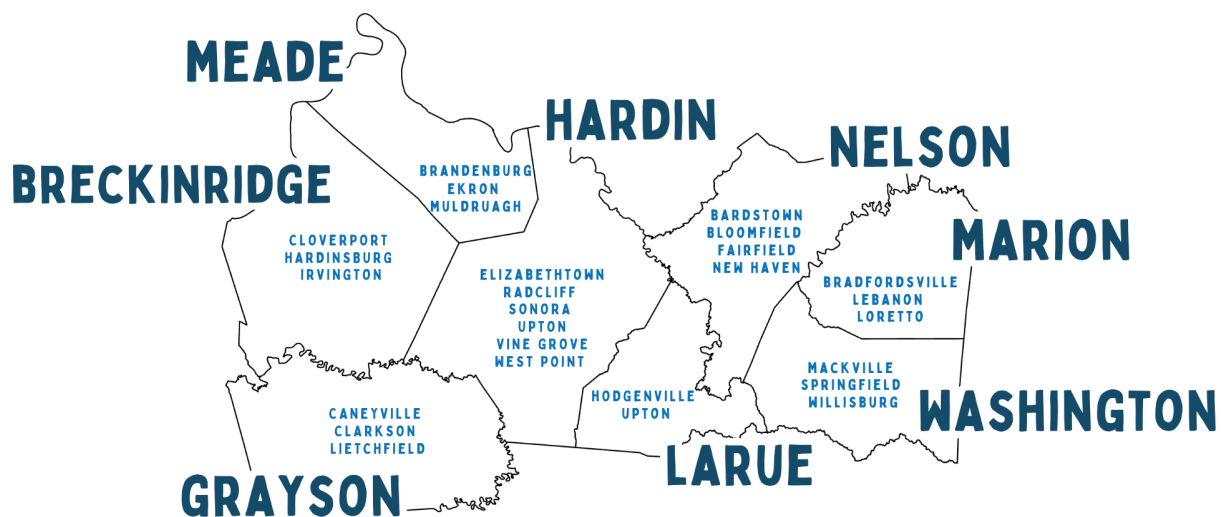 MEADE
HARDIN
NELSON
BRECKINRIDGE
BRANDENBURG
EKRON
MULDRUAGH
BARDSTOWN
BLOOMFIELD
FAIRFIELD
NEW HAVEN
MARION
CLOVERPORT
HARDINSBURG
IRVINGTON
ELIZABETHTOWN
RADCLIFF
SONORA
UPTON
VINE GROVE
WEST POINT
BRADFORDSVILLE
LEBANON
LORETTO
MACKVILLE
SPRINGFIELD
WILLISBURG
WASHINGTON
HODGENVILLE
UPTON
CANEYVILLE
CLARKSON
LIETCHFIELD
LARUE
GRAYSON